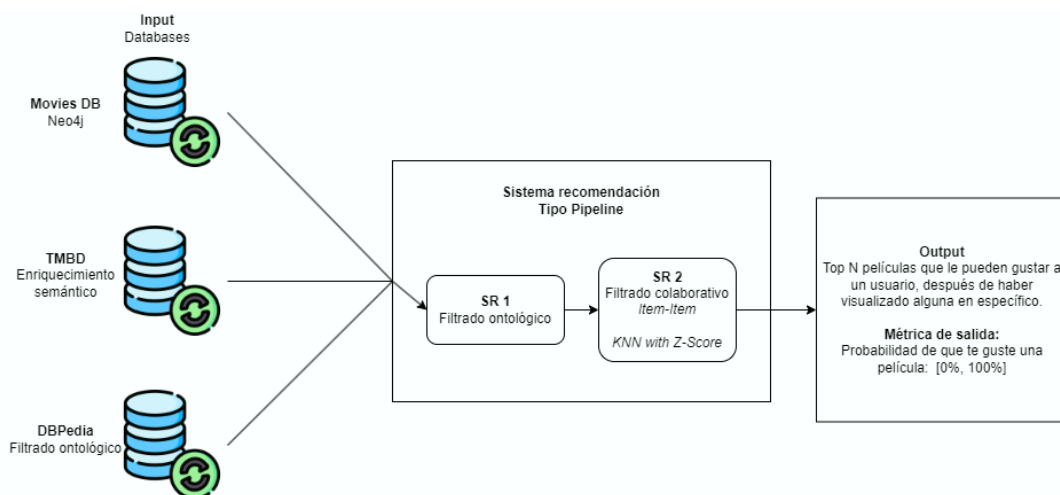 Input
Databases
Movies DB
Neo4j
TMBD
Enriquecimiento
semántico
DBPedia
Filtrado ontológico
Sistema recomendación
Tipo Pipeline
SR 1
Filtrado ontológico
SR 2
Filtrado colaborativo
Item-Item
KNN with Z-Score
Output
Top N películas que le pueden gustar a
un usuario, después de haber
visualizado alguna en específico.
Métrica de salida:
Probabilidad de que te guste una
película: [0%, 100%]